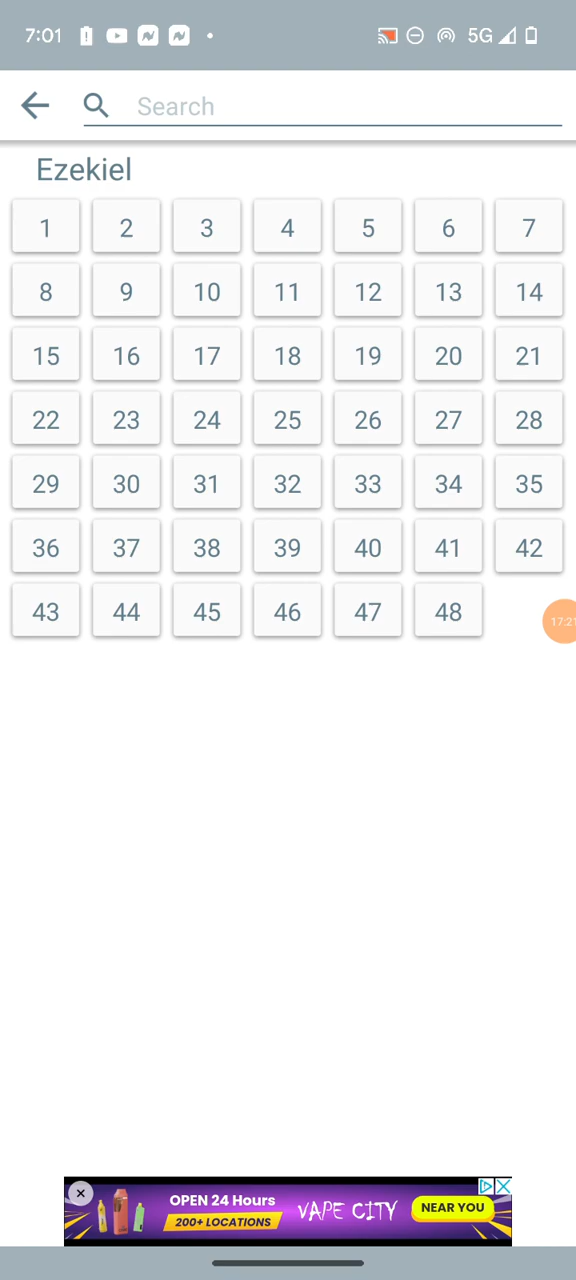 7:01 5G
Search
Ezekiel
1 2 3 4 5 6 7
8 9 10 11 12 13 14
15 16 17 18 19 20 21
22 23 24 25 26 27 28
29 30 31 32 33 34 35
36 37 38 39 40 41 42
43 44 45 46 47 48
17:21
OPEN 24 Hours
200+ LOCATIONS
VAPE CITY
NEAR YOU